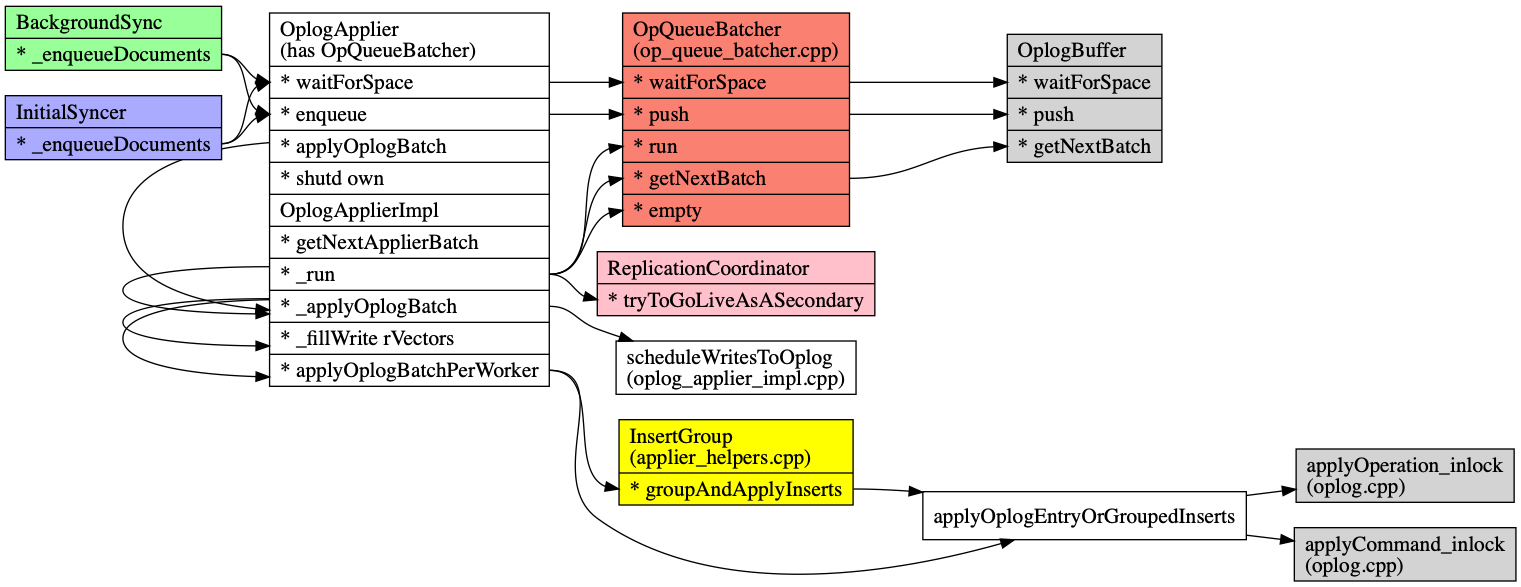 BackgroundSync
* _enqueueDocuments
InitialSyncer
* _enqueueDocuments
OplogApplier
(has OpQueueBatcher)
* waitForSpace
* enqueue
* applyOplogBatch
* shutd own
OplogApplierImpl
* getNextApplierBatch
* _run
* _applyOplogBatch
* _fillWrite rVectors
* applyOplogBatchPerWorker
OpQueueBatcher
(op_queue_batcher.cpp)
* waitForSpace
* push
* run
* getNextBatch
* empty
OplogBuffer
* waitForSpace
* push
* getNextBatch
ReplicationCoordinator
* tryToGoLiveAsASecondary
scheduleWritesToOplog
(oplog_applier_impl.cpp)
InsertGroup
(applier_helpers.cpp)
* groupAndApplyInserts
applyOplogEntryOrGroupedInserts
applyOperation_inlock
(oplog.cpp)
applyCommand_inlock
(oplog.cpp)